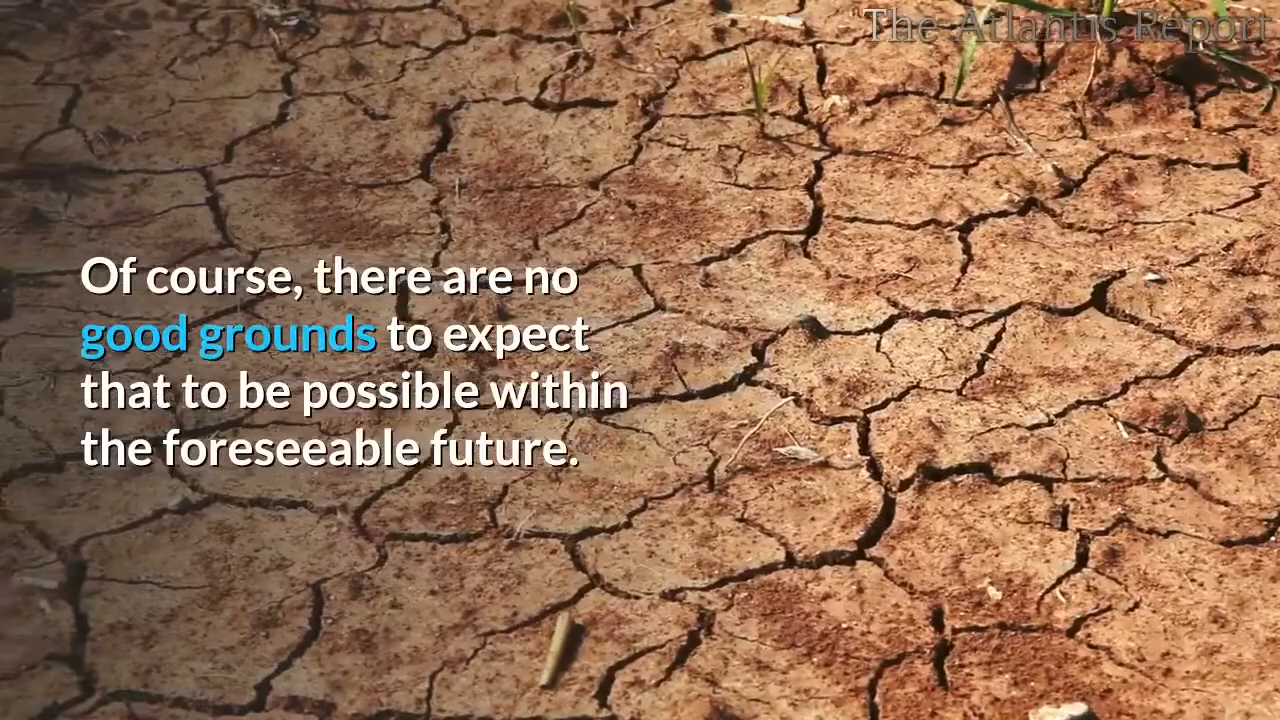 The Atlantis Report
Of course, there are no
good grounds to expect
that to be possible within
the foreseeable future.